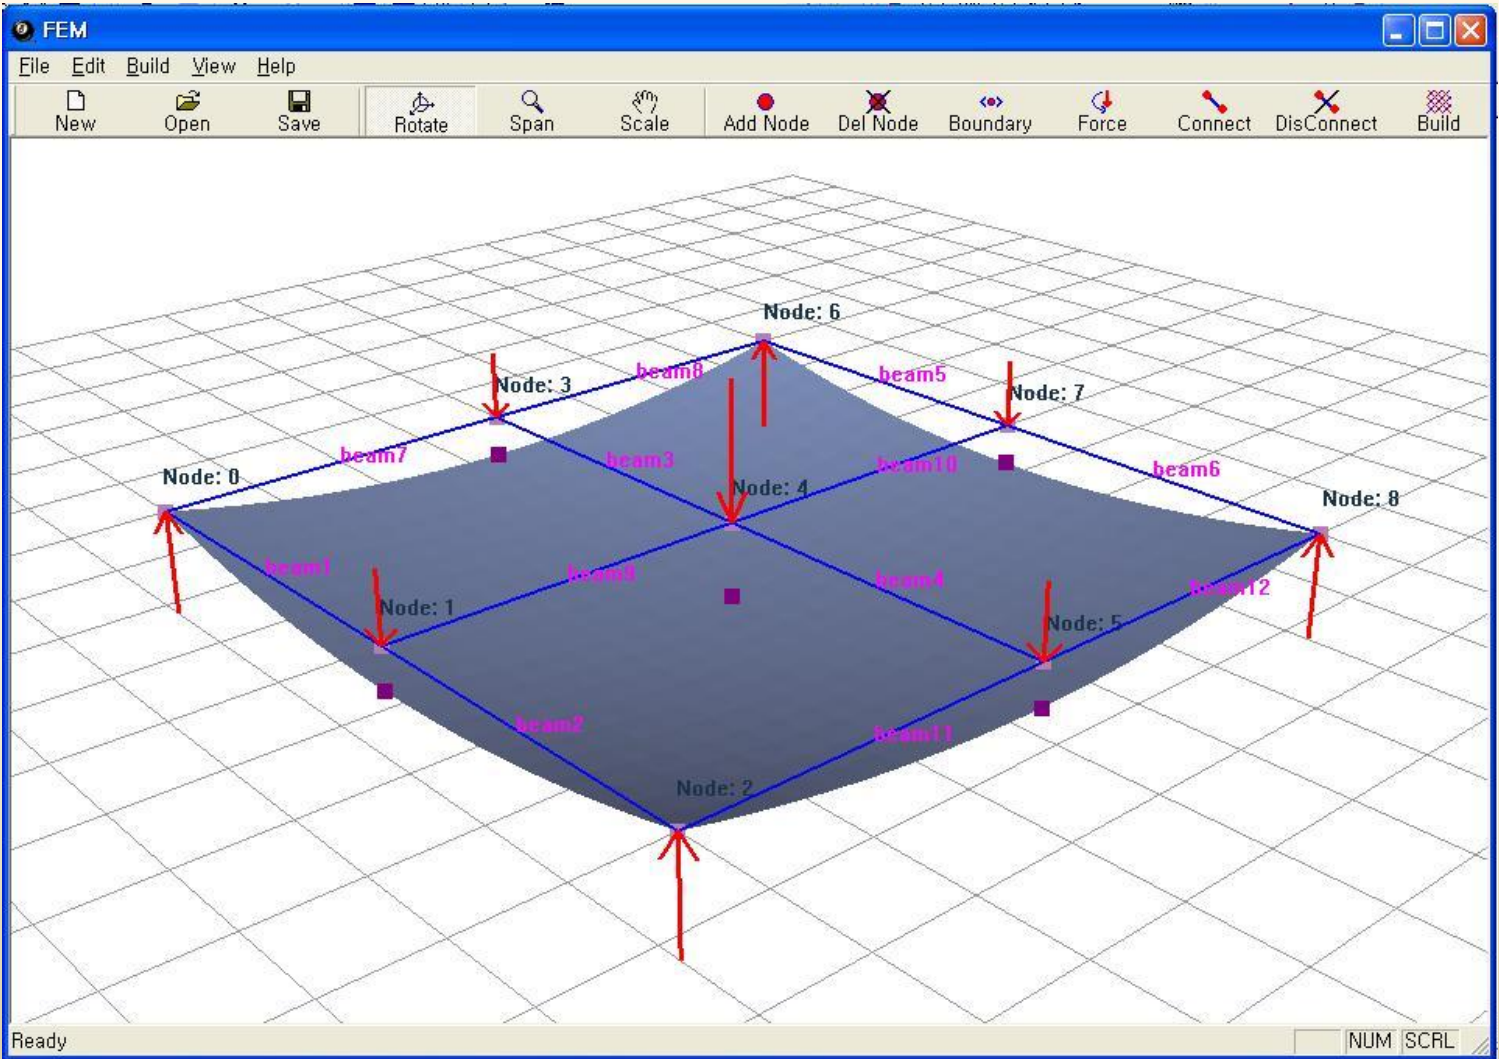 FEM
File Edit Build View Help
New Open Save Rotate Span Scale Add Node Del Node Boundary Force Connect DisConnect Build
Node: 6
beam8 beam5
Node: 3 Node: 7
beam7 beam3 beam10 beam6
Node: 0 Node: 4 Node: 8
beam1 beam9 beam4 beam12
Node: 1 Node: 5
beam2 beam11
Node: 2
Ready NUM SCRL